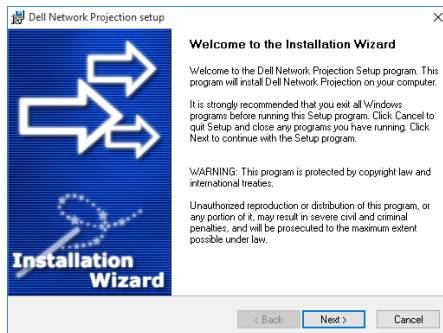 Dell Network Projection setup
Welcome to the Installation Wizard
Welcome to the Dell Network Projection Setup program. This
program will install Dell Network Projection on your computer.
It is strongly recommended that you exit all Windows
programs before running this Setup program. Click Cancel to
quit Setup and close any programs you have running. Click
Next to continue with the Setup program.
WARNING: This program is protected by copyright law and
international treaties.
Unauthorized reproduction or distribution of this program, or
any portion of it, may result in severe civil and criminal
penalties, and will be prosecuted to the maximum extent
possible under law.
Installation
Wizard
< Back
Next >
Cancel